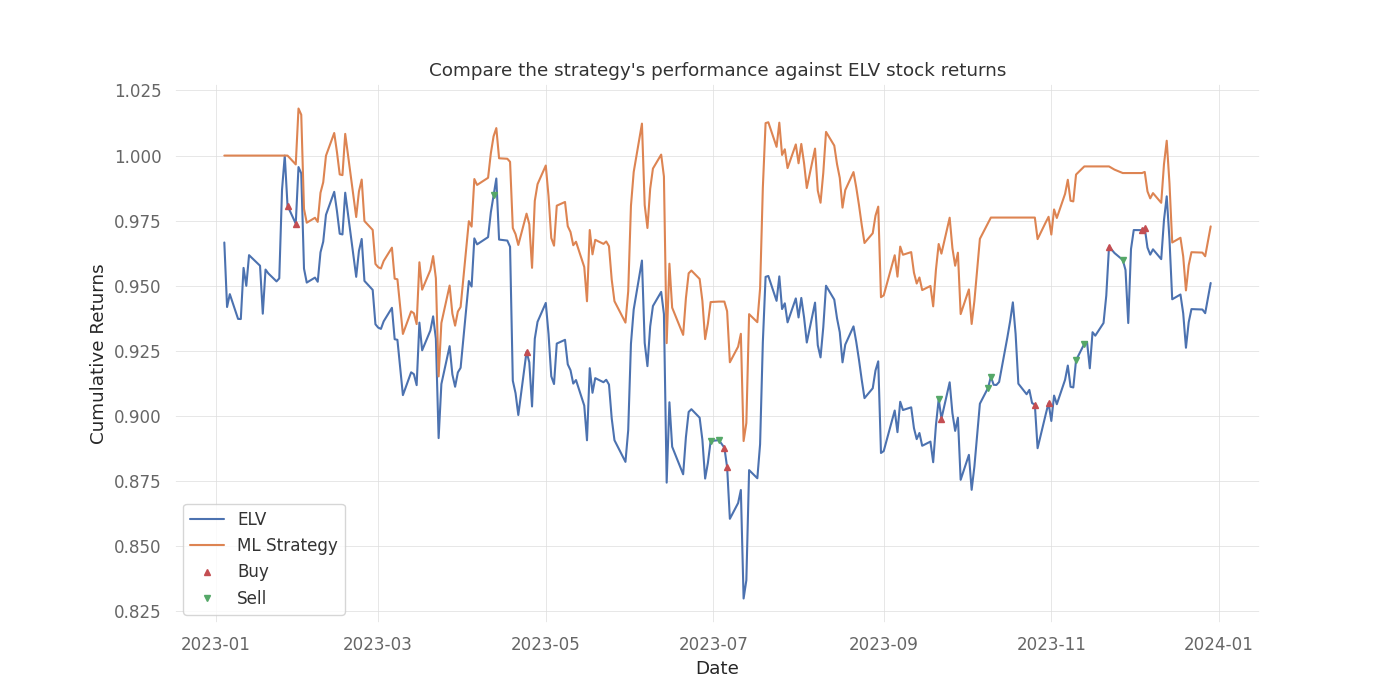 Compare the strategy's performance against ELV stock returns
1.025
1.000
0.975
0.950
0.925
0.900
0.875
0.850
0.825
Cumulative Returns
ELV
ML Strategy
Buy
Sell
2023-01
2023-03
2023-05
2023-07
2023-09
2023-11
2024-01
Date